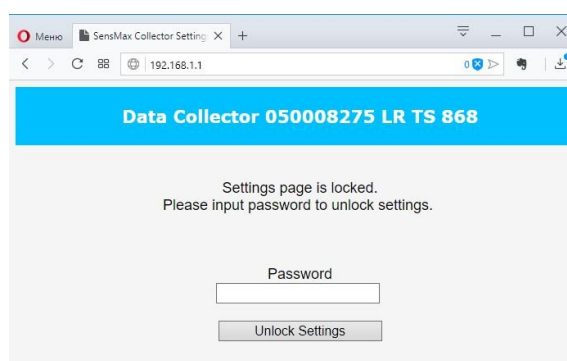 Меню
SensMax Collector Setting
192.168.1.1
0
Data Collector 050008275 LR TS 868
Settings page is locked.
Please input password to unlock settings.
Password
Unlock Settings